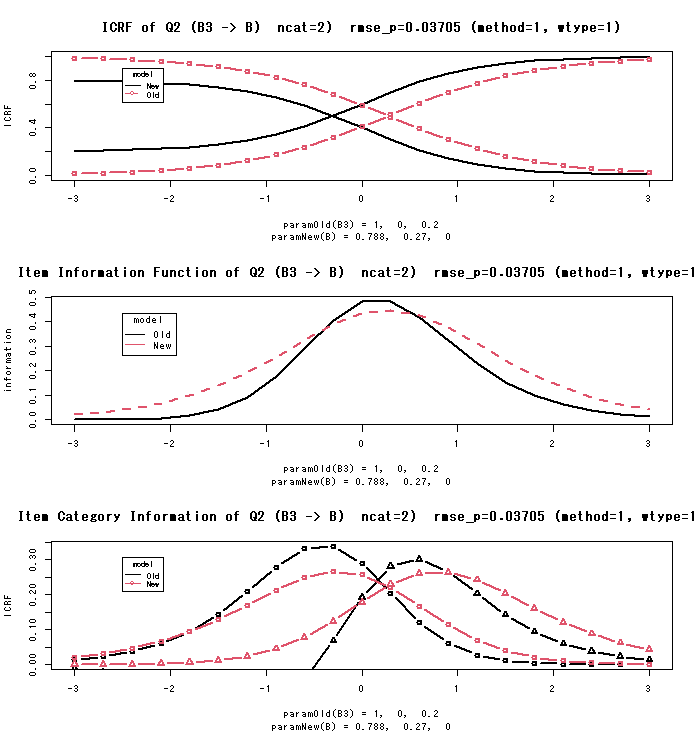 ICRF of Q2 (B3 -> B)  ncat=2)  rmse_p=0.03705 (method=1, wtype=1)
ICRF
0.0 0.4 0.8
model
New
Old
-3 -2 -1 0 1 2 3
paramOld(B3) = 1,  0,  0.2
paramNew(B) = 0.788,  0.27,  0
Item Information Function of Q2 (B3 -> B)  ncat=2)  rmse_p=0.03705 (method=1, wtype=1
information
0.0 0.1 0.2 0.3 0.4 0.5
model
Old
New
-3 -2 -1 0 1 2 3
paramOld(B3) = 1,  0,  0.2
paramNew(B) = 0.788,  0.27,  0
Item Category Information of Q2 (B3 -> B)  ncat=2)  rmse_p=0.03705 (method=1, wtype=1
ICRF
0.00 0.10 0.20 0.30
model
Old
New
-3 -2 -1 0 1 2 3
paramOld(B3) = 1,  0,  0.2
paramNew(B) = 0.788,  0.27,  0